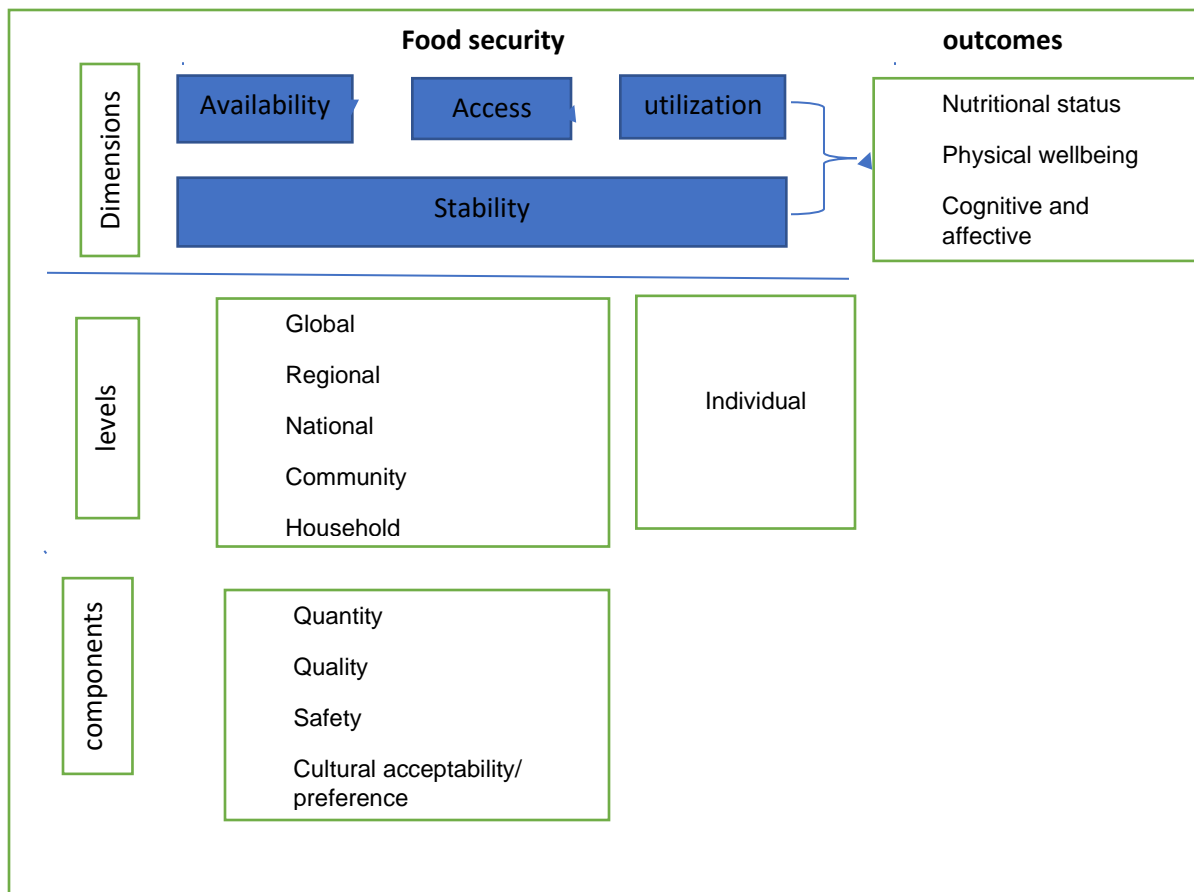 Food security
outcomes
Dimensions
Availability
Access
utilization
Stability
Nutritional status
Physical wellbeing
Cognitive and
affective
levels
Global
Regional
National
Community
Household
Individual
components
Quantity
Quality
Safety
Cultural acceptability/
preference